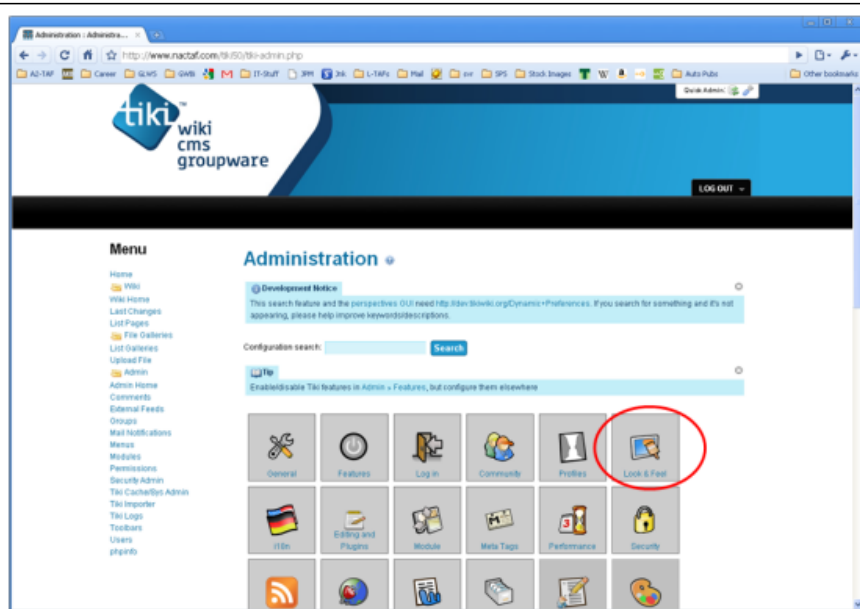 Administration : Administra...
http://www.nactaf.com/tiki50/tiki-admin.php
A2-TAF Career GLWS GWB IT-Stuff JPM Jnk L-TAFs Mail svr SPS Stock Images Auto Pubs Other bookmarks
Quick Admin:
tiki™
wiki
cms
groupware
LOG OUT
Menu
Home
Wiki
Wiki Home
Last Changes
List Pages
File Galleries
List Galleries
Upload File
Admin
Admin Home
Comments
External Feeds
Groups
Mail Notifications
Menus
Modules
Permissions
Security Admin
Tiki Cache/Sys Admin
Tiki Importer
Tiki Logs
Toolbars
Users
phpinfo
Administration
Development Notice
This search feature and the perspectives GUI need http://dev.tikiwiki.org/Dynamic+Preferences. If you search for something and it's not
appearing, please help improve keywords/descriptions.
Configuration search: Search
Tip
Enable/disable Tiki features in Admin » Features, but configure them elsewhere
General Features Log in Community Profiles Look & Feel
i18n Editing and Plugins Module Meta Tags Performance Security